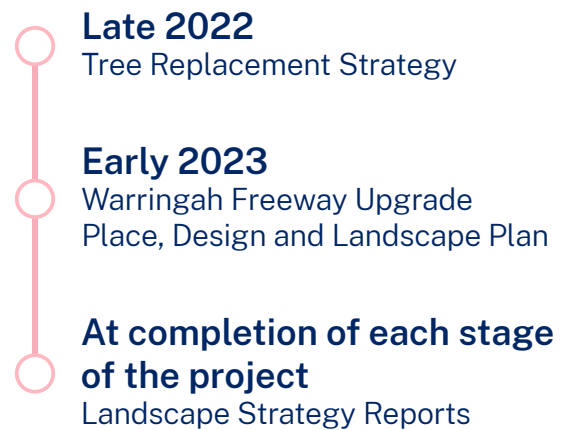 Late 2022
Tree Replacement Strategy
Early 2023
Warringah Freeway Upgrade
Place, Design and Landscape Plan
At completion of each stage
of the project
Landscape Strategy Reports